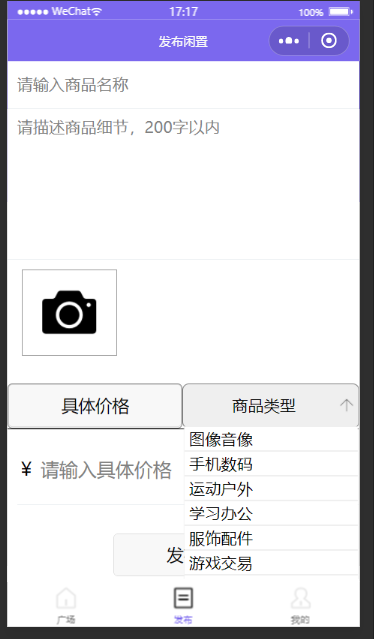 ●●●●● WeChat 17:17 100%
发布闲置
请输入商品名称
请描述商品细节，200字以内
具体价格 商品类型 ↑
¥ 请输入具体价格
图像音像
手机数码
运动户外
学习办公
服饰配件
游戏交易
发
广场 发布 我的